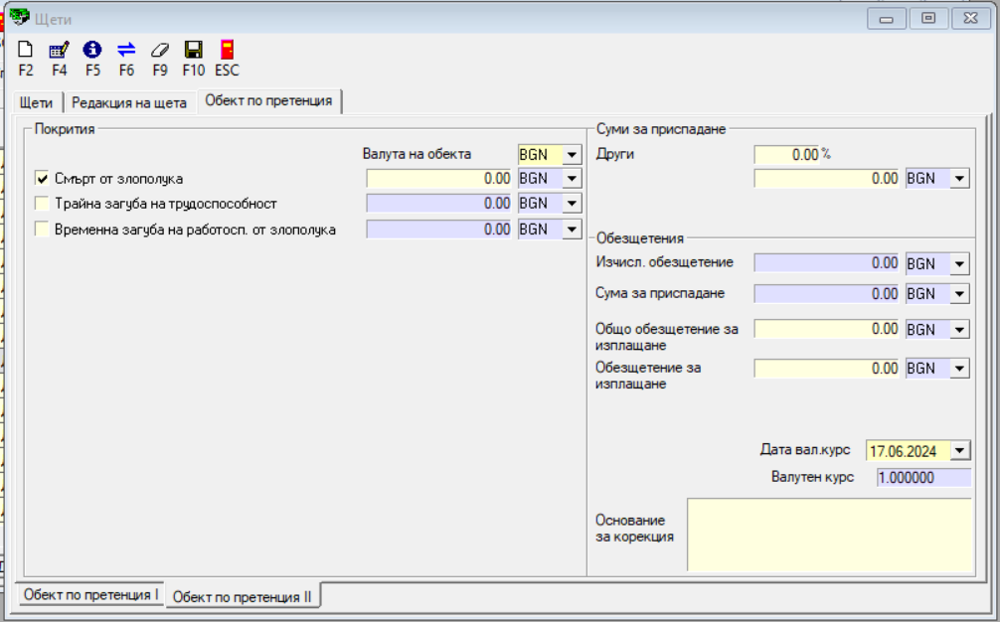 Щети
F2 F4 F5 F6 F9 F10 ESC
Щети Редакция на щета Обект по претенция
Покрития
Валута на обекта BGN
Смърт от злополука 0.00 BGN
Трайна загуба на трудоспособност 0.00 BGN
Временна загуба на работосп. от злополука 0.00 BGN
Суми за приспадане
Други 0.00 %
0.00 BGN
Обезщетения
Изчисл. обезщетение 0.00 BGN
Сума за приспадане 0.00 BGN
Общо обезщетение за
изплащане
0.00 BGN
Обезщетение за
изплащане
0.00 BGN
Дата вал.курс 17.06.2024
Валутен курс 1.000000
Основание
за корекция
Обект по претенция I Обект по претенция II